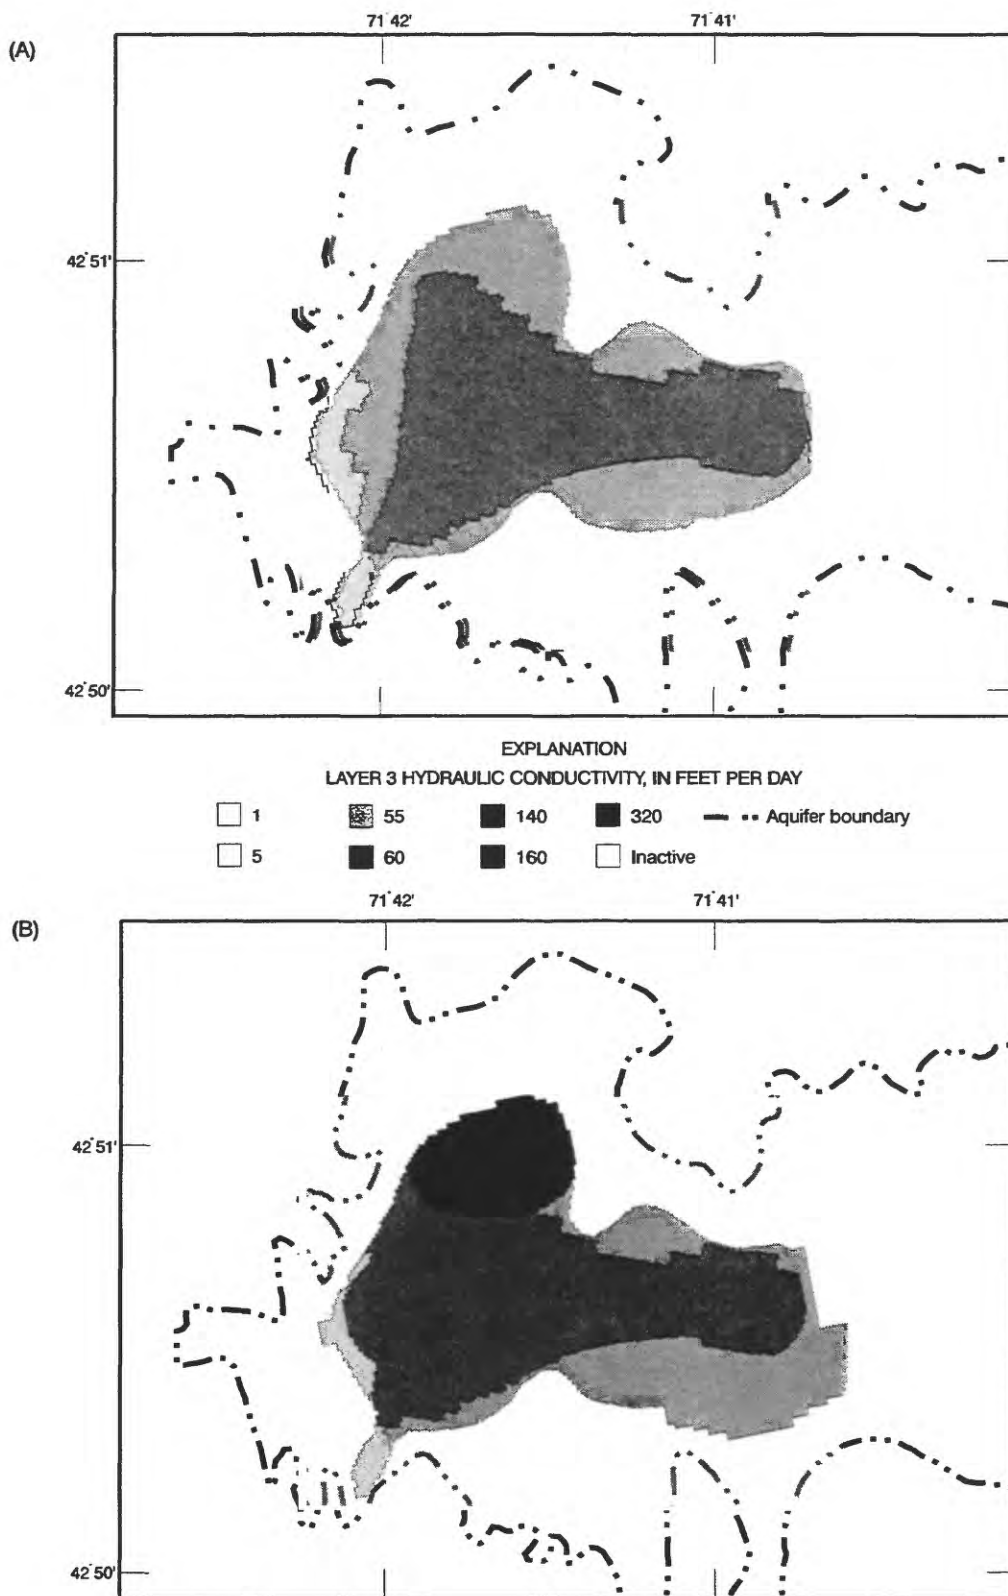 71°42' 71°41'
(A)
42°51'
42°50'
EXPLANATION
LAYER 3 HYDRAULIC CONDUCTIVITY, IN FEET PER DAY
1 55 140 320 Aquifer boundary
5 60 160 Inactive
71°42' 71°41'
(B)
42°51'
42°50'